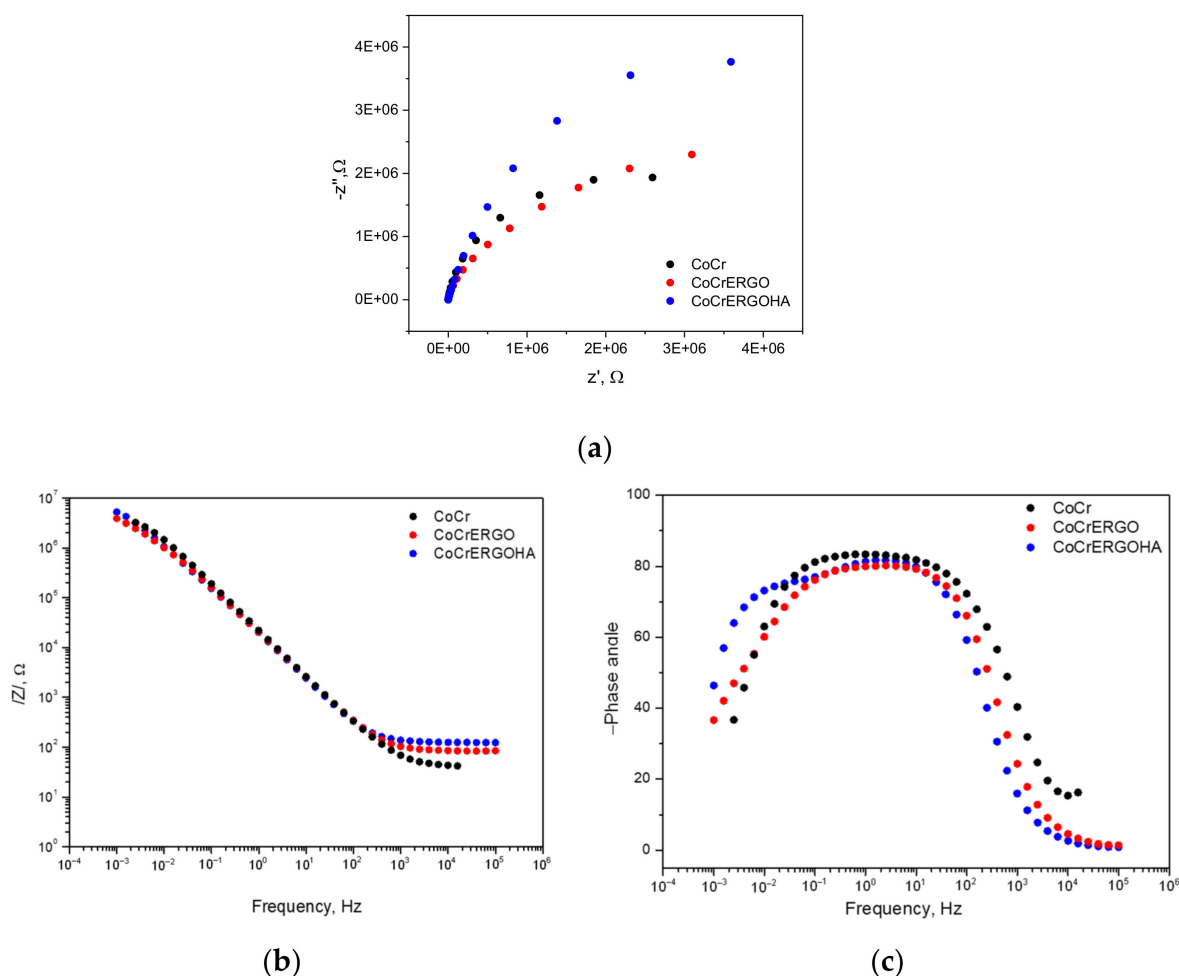 4E+06
3E+06
2E+06
1E+06
0E+00
-z'',Ω
CoCr
CoCrERGO
CoCrERGOHA
0E+00 1E+06 2E+06 3E+06 4E+06
z', Ω
(a)
10⁷
10⁶
10⁵
10⁴
10³
10²
10¹
10⁰
/Z/, Ω
CoCr
CoCrERGO
CoCrERGOHA
10⁻⁴ 10⁻³ 10⁻² 10⁻¹ 10⁰ 10¹ 10² 10³ 10⁴ 10⁵ 10⁶
Frequency, Hz
(b)
100
80
60
40
20
0
–Phase angle
CoCr
CoCrERGO
CoCrERGOHA
10⁻⁴ 10⁻³ 10⁻² 10⁻¹ 10⁰ 10¹ 10² 10³ 10⁴ 10⁵ 10⁶
Frequency, Hz
(c)